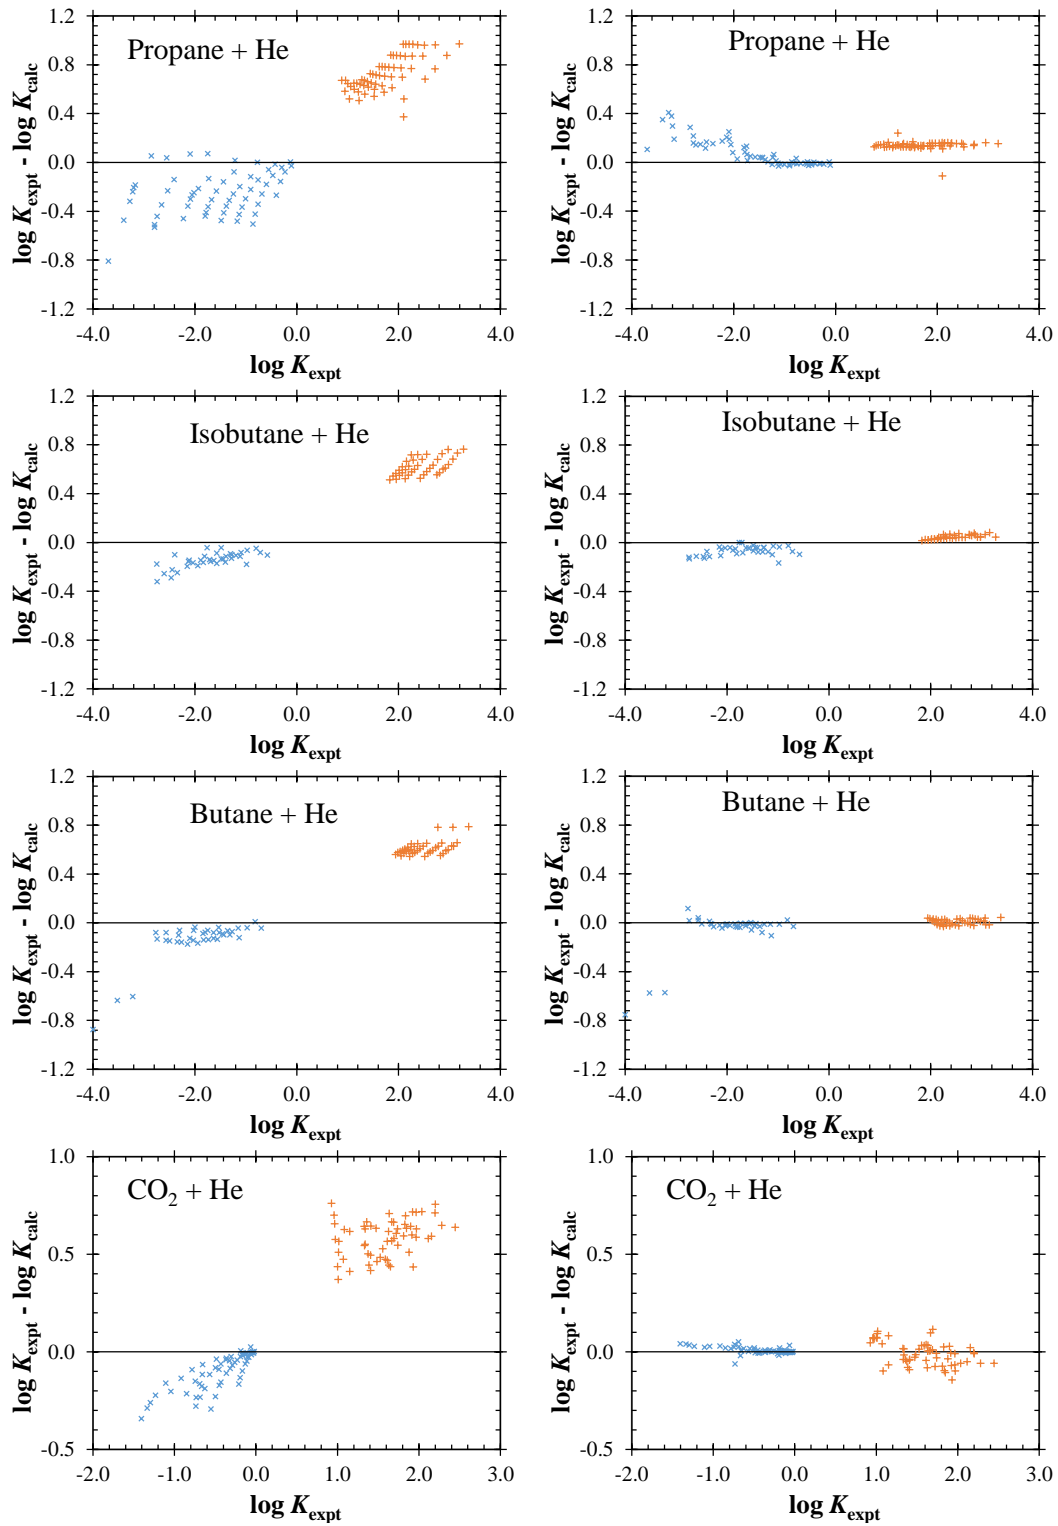 1.2
0.8
0.4
0.0
-0.4
-0.8
-1.2
-4.0 -2.0 0.0 2.0 4.0
log K_expt - log K_calc
log K_expt
Propane + He
1.2
0.8
0.4
0.0
-0.4
-0.8
-1.2
-4.0 -2.0 0.0 2.0 4.0
log K_expt - log K_calc
log K_expt
Propane + He
1.2
0.8
0.4
0.0
-0.4
-0.8
-1.2
-4.0 -2.0 0.0 2.0 4.0
log K_expt - log K_calc
log K_expt
Isobutane + He
1.2
0.8
0.4
0.0
-0.4
-0.8
-1.2
-4.0 -2.0 0.0 2.0 4.0
log K_expt - log K_calc
log K_expt
Isobutane + He
1.2
0.8
0.4
0.0
-0.4
-0.8
-1.2
-4.0 -2.0 0.0 2.0 4.0
log K_expt - log K_calc
log K_expt
Butane + He
1.2
0.8
0.4
0.0
-0.4
-0.8
-1.2
-4.0 -2.0 0.0 2.0 4.0
log K_expt - log K_calc
log K_expt
Butane + He
1.0
0.5
0.0
-0.5
-2.0 -1.0 0.0 1.0 2.0 3.0
log K_expt - log K_calc
log K_expt
CO₂ + He
1.0
0.5
0.0
-0.5
-2.0 -1.0 0.0 1.0 2.0 3.0
log K_expt - log K_calc
log K_expt
CO₂ + He